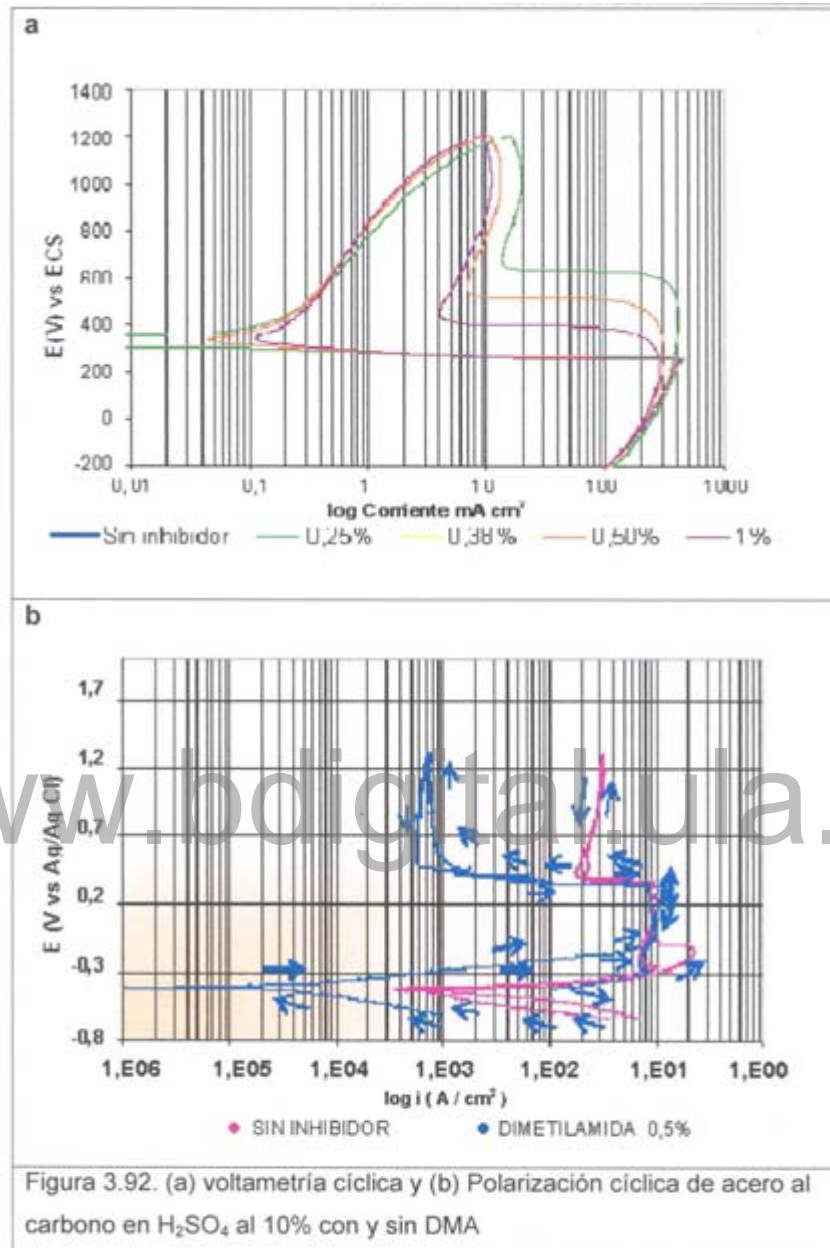 a
1400
1200
1000
800
600
400
200
0
-200
E(V) vs ECS
0,01 0,1 1 10 100 1000
log Corriente mA cm²
Sin inhibidor 0,25% 0,38% 0,50% 1%
b
1,7
1,2
0,7
0,2
-0,3
-0,8
E (V vs Ag/Ag Cl)
1,E06 1,E05 1,E04 1,E03 1,E02 1,E01 1,E00
log i ( A / cm² )
SIN INHIBIDOR DIMETILAMIDA 0,5%
www.bdigital.ula.
Figura 3.92. (a) voltametría cíclica y (b) Polarización cíclica de acero al
carbono en H₂SO₄ al 10% con y sin DMA